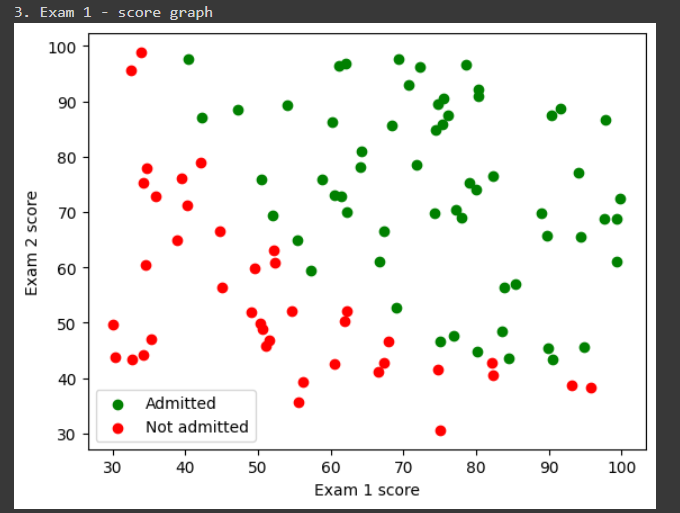 3. Exam 1 - score graph
100
90
80
70
60
50
40
30
Exam 2 score
Admitted
Not admitted
30 40 50 60 70 80 90 100
Exam 1 score